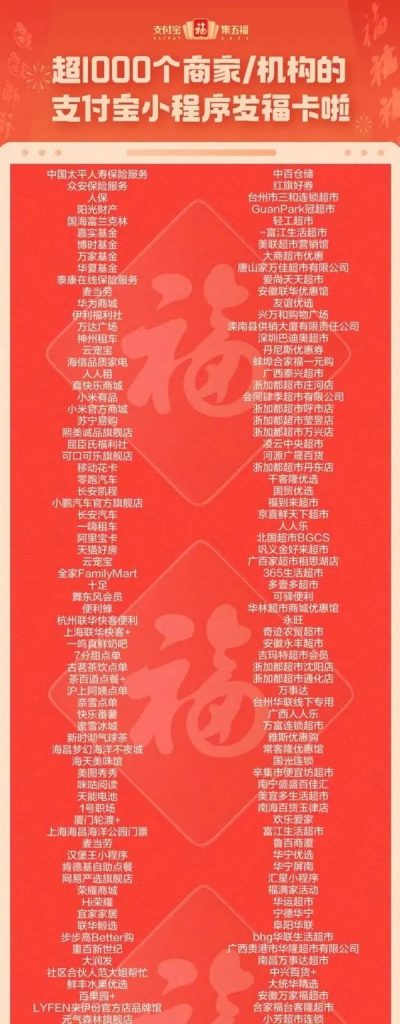 支付宝 福 集五福
超1000个商家/机构的
支付宝小程序发福卡啦
中国太平人寿保险服务
众安保险服务
人保
阳光财产
国海富兰克林
嘉实基金
博时基金
万家基金
华夏基金
泰康在线保险服务
麦当劳
华为商城
伊利福利社
万达广场
神州租车
云宠宝
海信品质家电
人人租
真快乐商城
小米有品
小米官方商城
苏宁易购
熙美诚品旗舰店
屈臣氏福利社
可口可乐旗舰店
移动花卡
零跑汽车
长安凯程
小鹏汽车官方旗舰店
长安汽车
一嗨租车
阿里宝卡
天猫好房
云宠宝
全家FamilyMart
十足
舞东风会员
便利蜂
杭州联华快客便利
上海联华快客+
一鸣真鲜奶吧
7分甜点单
古茗茶饮点单
茶百道点餐+
沪上阿姨点单
奈雪点单
快乐番薯
蜜雪冰城
新时沏气球茶
海昌梦幻海洋不夜城
海天美味馆
美图秀秀
咪咕阅读
天能电池
1号职场
厦门轮渡+
上海海昌海洋公园门票
麦当劳
汉堡王小程序
肯德基自助点餐
网易严选旗舰店
荣耀商城
Hi荣耀
宜家家居
联华鲸选
步步高Better购
重百新世纪
大润发
社区合伙人范大姐帮忙
鲜丰水果优选
百果园+
LYFEN来伊份官方店品牌馆
元气森林旗舰店
中百仓储
红旗好券
台州市三和连锁超市
GuanPark冠超市
轻工超市
-富江生活超市
美联超市营销馆
大商超市优惠
唐山家万佳超市有限公司
爱尚天天超市
安徽联华优惠馆
友谊优选
兴万和购物广场
滦南县供销大厦有限责任公司
深圳巴迪奥超市
丹尼斯优惠券
蚌埠合家福一元购
广西泰兴超市
浙加都超市庄河店
会同肆季超市有限公司
浙加都超市呼市店
浙加都超市莹昱店
浙加都超市万兴店
凌云中央超市
河源广晟百货
浙加都超市丹东店
千客隆优选
国贸优选
福到来超市
京喜鲜天下超市
人人乐
北国超市BGCS
巩义金好来超市
广百家超市相思湖店
365生活超市
多壹多超市
可驿便利
华林超市商城优惠馆
永旺
奇迹农贸超市
安徽永丰超市
吉玛特超市会员
浙加都超市沈阳店
浙加都超市通化店
万事达
台州华联线下专用
广西人人乐
万富连锁超市
雅斯优惠购
常客隆优惠馆
国光连锁
辛集市便宜坊超市
南宁盛盛百佳汇
美宜多生活超市
南海百货玉律店
欢乐爱家
富江生活超市
鲁百商厦
华宁优选
华宁屏南
汇星小程序
福满家活动
华运超市
宁德华宁
阜阳华联
bhg华联生活超市
广西贵港市华隆超市有限公司
南昌万事达超市
中兴百货+
大统华精选
安徽万家福超市
合家福台客隆超市
小芳超市连锁